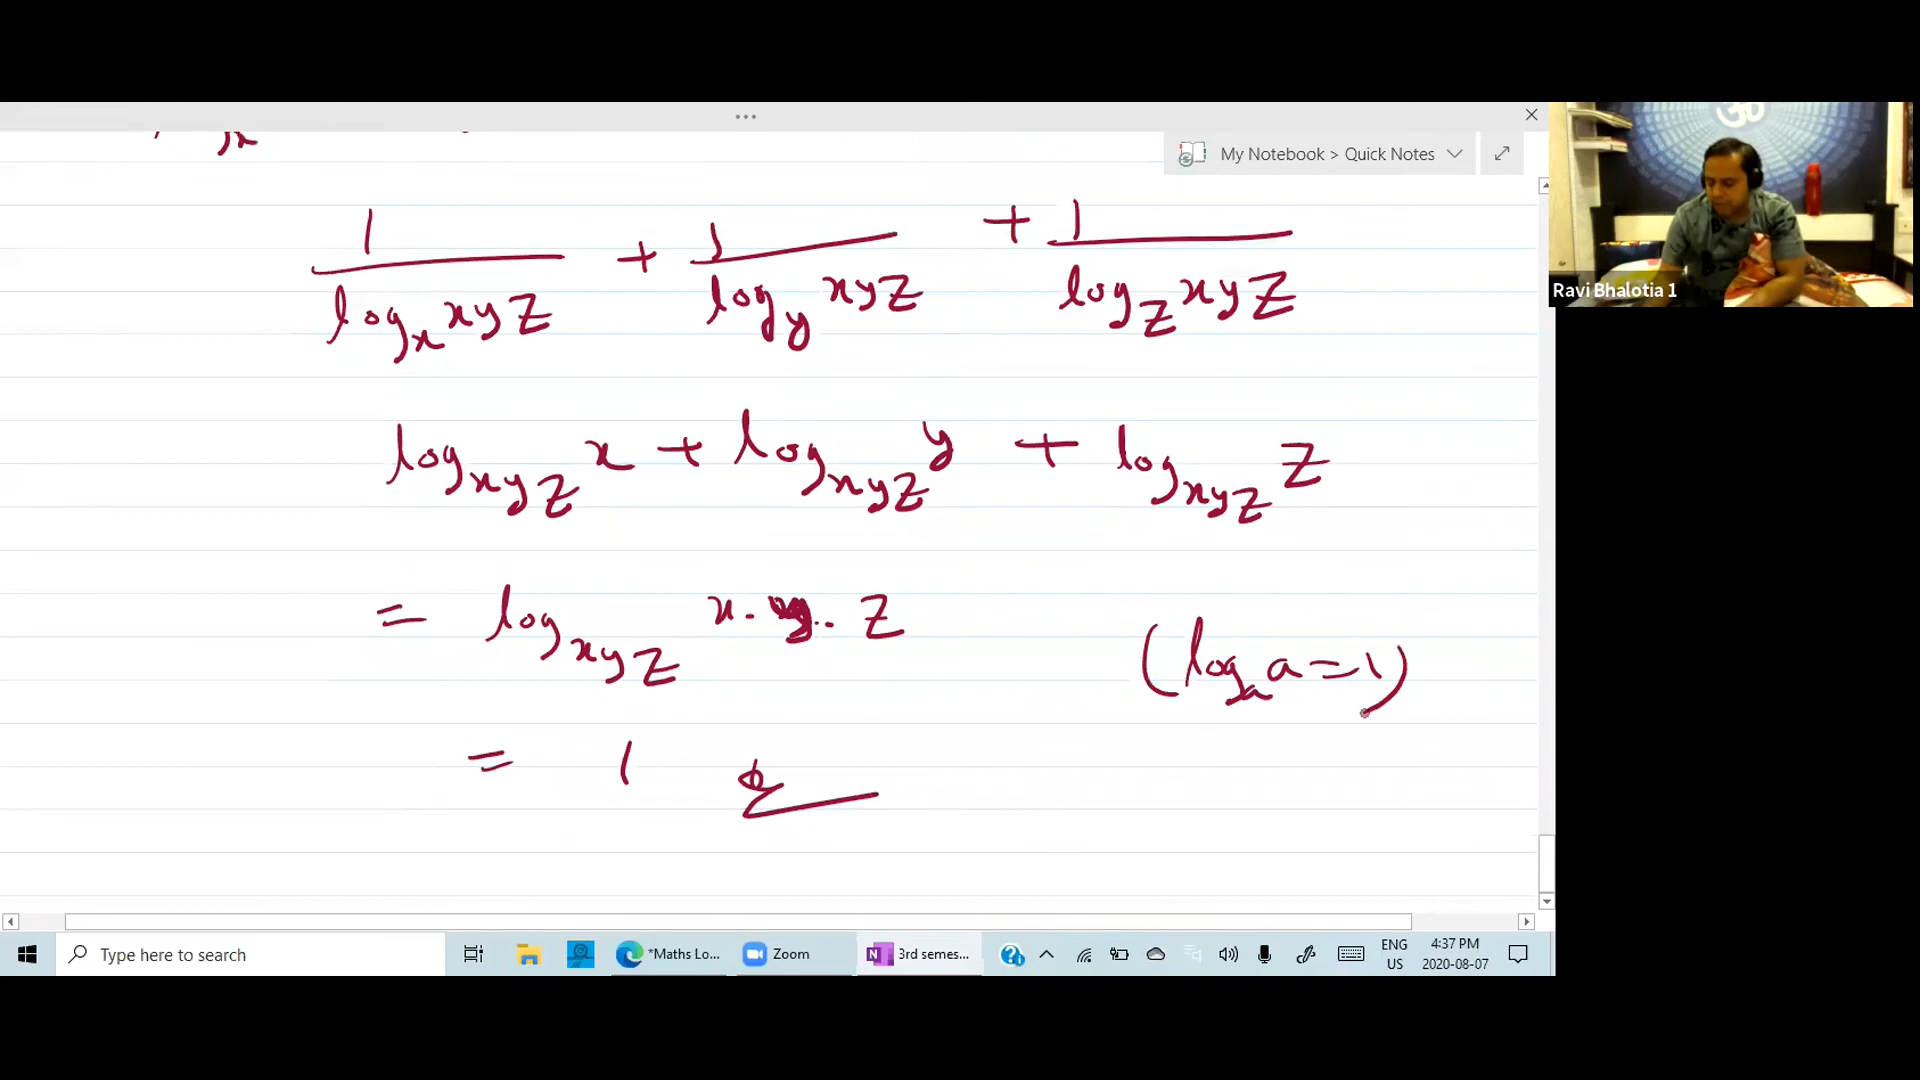 x
My Notebook > Quick Notes
1 / log_x xyz + 1 / log_y xyz + 1 / log_z xyz
log_xyz x + log_xyz y + log_xyz z
= log_xyz x . y . z
(log_a a = 1)
= 1
Ravi Bhalotia 1
Type here to search
*Maths Lo...
Zoom
3rd semes...
ENG
US
4:37 PM
2020-08-07